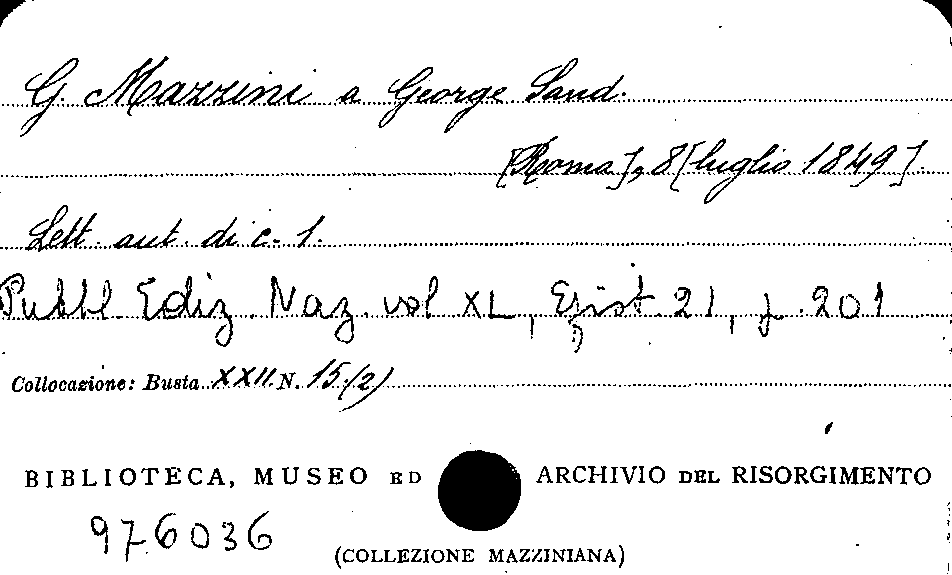 G. Mazzini a George Sand.
[Roma], 8 [luglio 1849].
Lett. aut. di c. 1.
Pubbl. Ediz. Naz. vol XL, Epist. 21, p. 201
Collocazione: Busta XXII N. 15 (2)
BIBLIOTECA, MUSEO ED ARCHIVIO DEL RISORGIMENTO
976036
(COLLEZIONE MAZZINIANA)